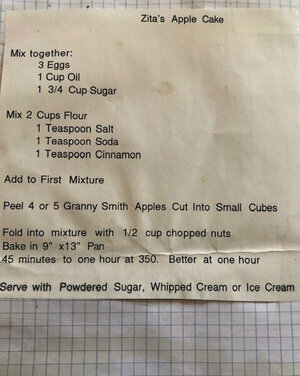 Zita's Apple Cake
Mix together:
3 Eggs
1 Cup Oil
1 3/4 Cup Sugar
Mix 2 Cups Flour
1 Teaspoon Salt
1 Teaspoon Soda
1 Teaspoon Cinnamon
Add to First Mixture
Peel 4 or 5 Granny Smith Apples Cut Into Small Cubes
Fold into mixture with 1/2 cup chopped nuts
Bake in 9" x13" Pan
45 minutes to one hour at 350. Better at one hour
Serve with Powdered Sugar, Whipped Cream or Ice Cream